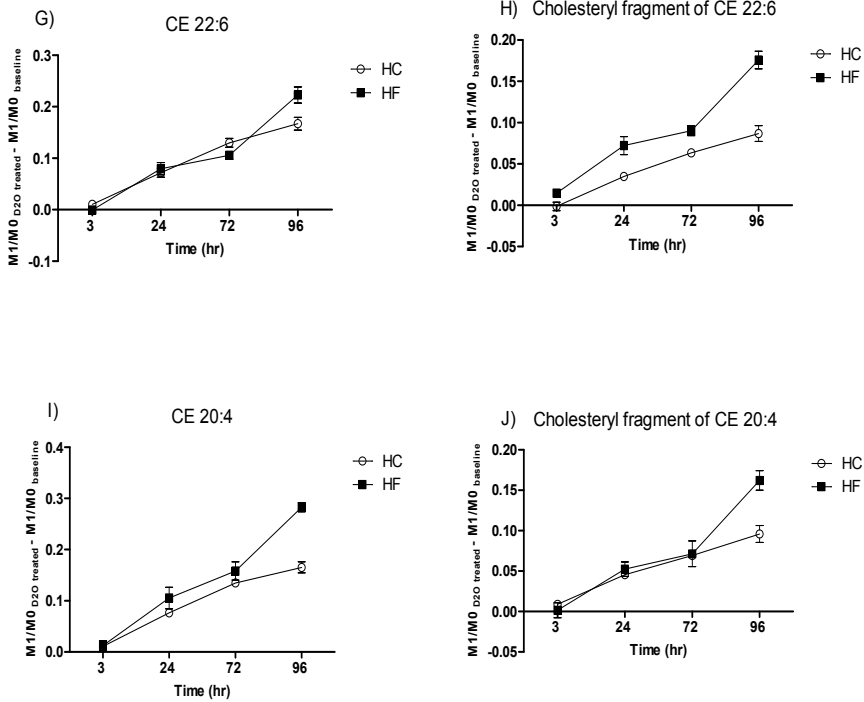 G) CE 22:6
M1/M0 D2O treated - M1/M0 baseline
0.3
0.2
0.1
0.0
-0.1
3 24 72 96
Time (hr)
HC
HF
H) Cholesteryl fragment of CE 22:6
M1/M0 D2O treated - M1/M0 baseline
0.20
0.15
0.10
0.05
0.00
-0.05
3 24 72 96
Time (hr)
HC
HF
I) CE 20:4
M1/M0 D2O treated - M1/M0 baseline
0.4
0.3
0.2
0.1
0.0
3 24 72 96
Time (hr)
HC
HF
J) Cholesteryl fragment of CE 20:4
M1/M0 D2O treated - M1/M0 baseline
0.20
0.15
0.10
0.05
0.00
-0.05
3 24 72 96
Time (hr)
HC
HF